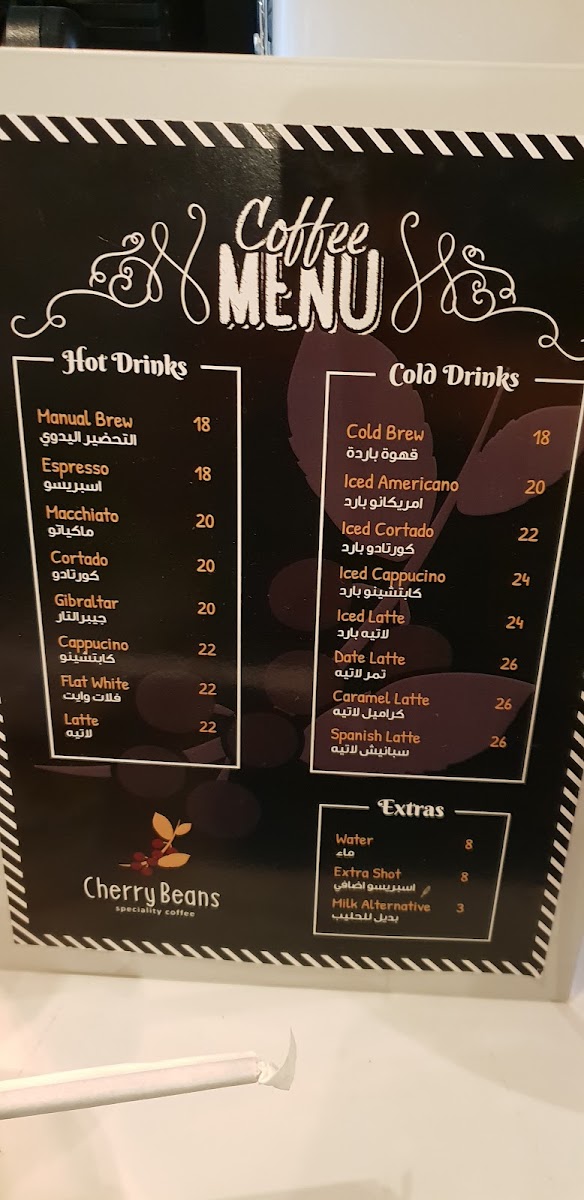 Coffee
MENU
Hot Drinks
Manual Brew 18
التحضير اليدوي
Espresso 18
اسبريسو
Macchiato 20
ماكياتو
Cortado 20
كورتادو
Gibraltar 20
جيبرالتار
Cappucino 22
كابتشينو
Flat White 22
فلات وايت
Latte 22
لاتيه
Cold Drinks
Cold Brew 18
قهوة باردة
Iced Americano 20
امريكانو بارد
Iced Cortado 22
كورتادو بارد
Iced Cappucino 24
كابتشينو بارد
Iced Latte 24
لاتيه بارد
Date Latte 26
تمر لاتيه
Caramel Latte 26
كراميل لاتيه
Spanish Latte 26
سبانيش لاتيه
Extras
Water 8
ماء
Extra Shot 8
اسبريسو اضافي
Milk Alternative 3
بديل للحليب
Cherry Beans
speciality coffee